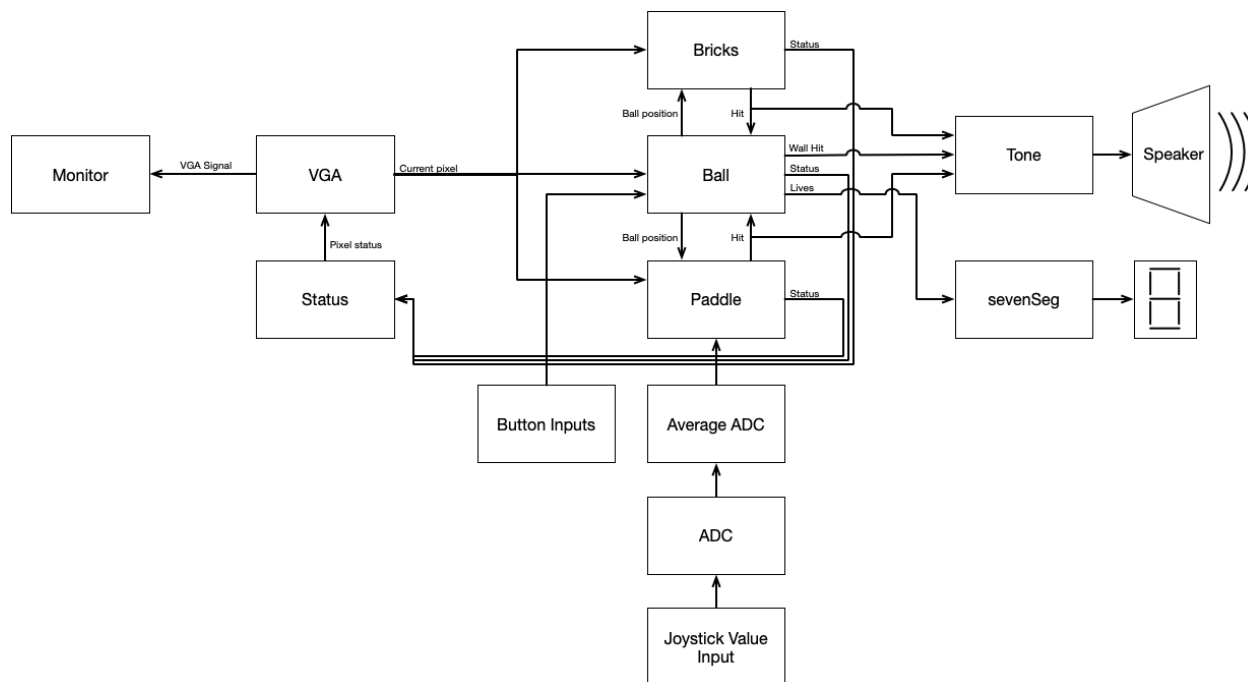 Bricks
Status
Ball position
Hit
Monitor
VGA Signal
VGA
Current pixel
Ball
Wall Hit
Status
Lives
Tone
Speaker
Pixel status
Ball position
Hit
Status
Paddle
Status
sevenSeg
Button Inputs
Average ADC
ADC
Joystick Value
Input